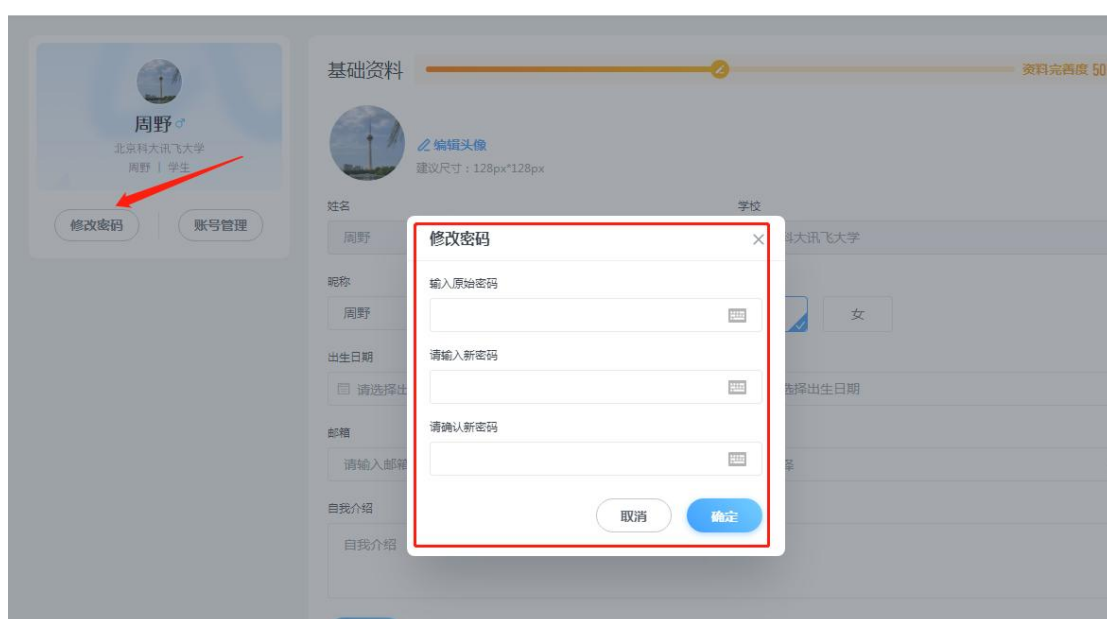 周野♂
北京科大讯飞大学
周野 | 学生
修改密码
账号管理
基础资料
资料完善度 50
编辑头像
建议尺寸：128px*128px
姓名
学校
周野
科大讯飞大学
昵称
周野
女
出生日期
请选择出
选择出生日期
邮箱
请输入邮箱
择
自我介绍
自我介绍
修改密码
输入原始密码
请输入新密码
请确认新密码
取消
确定